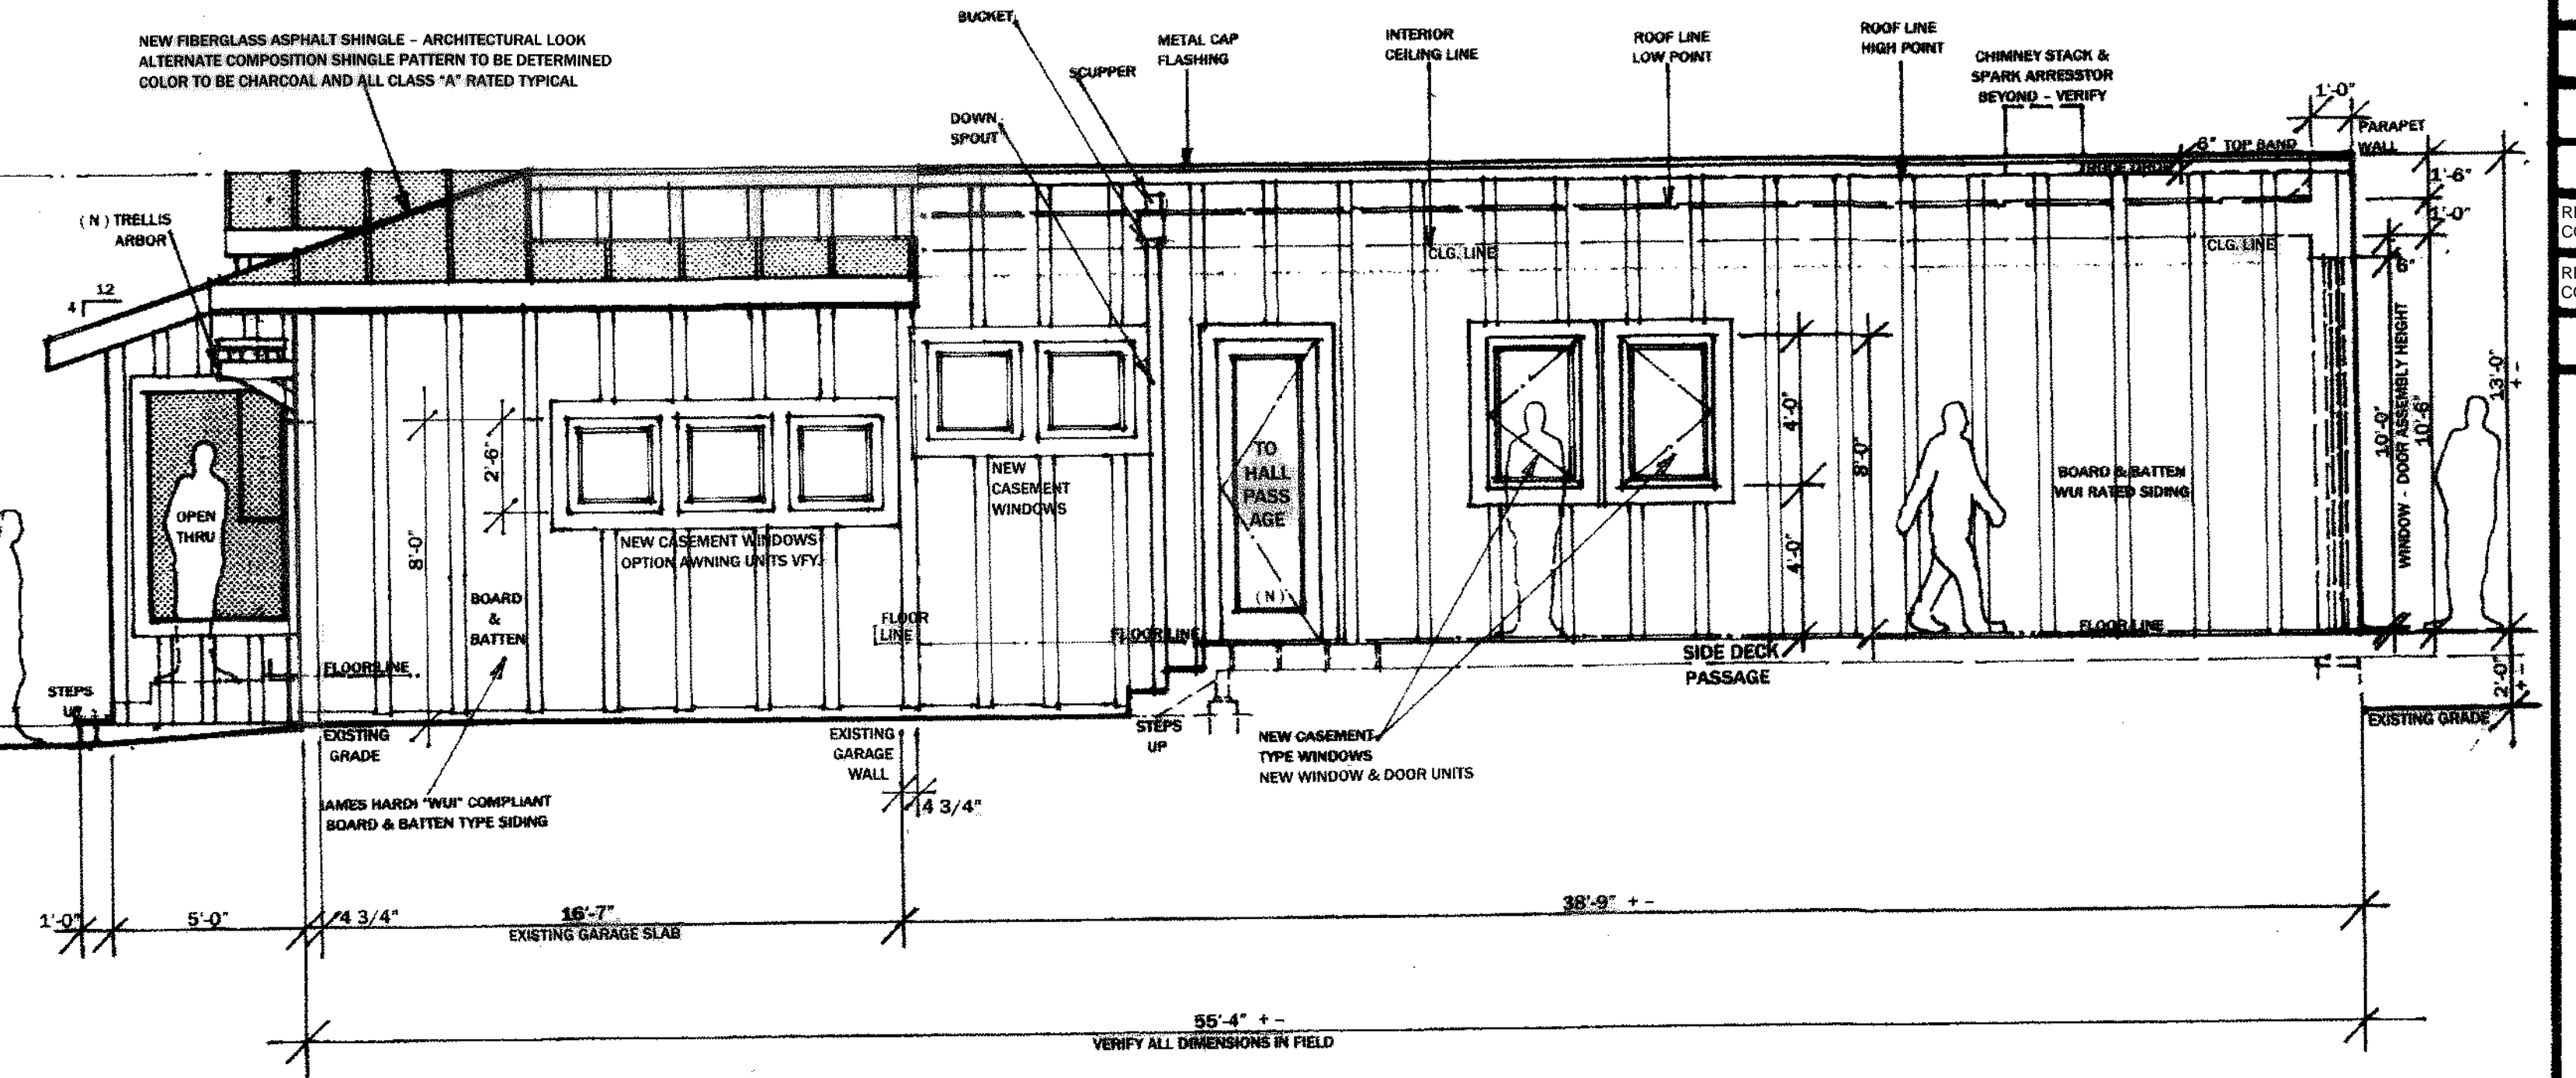 BUCKET
NEW FIBERGLASS ASPHALT SHINGLE – ARCHITECTURAL LOOK
ALTERNATE COMPOSITION SHINGLE PATTERN TO BE DETERMINED
COLOR TO BE CHARCOAL AND ALL CLASS "A" RATED TYPICAL
SCUPPER
METAL CAP
FLASHING
INTERIOR
CEILING LINE
ROOF LINE
LOW POINT
ROOF LINE
HIGH POINT
CHIMNEY STACK &
SPARK ARRESSTOR
BEYOND – VERIFY
1'-0"
PARAPET
WALL
DOWN
SPOUT
6" TOP BAND
1'-6"
1'-0"
( N ) TRELLIS
ARBOR
CLG. LINE
CLG. LINE
6"
12
4
OPEN
THRU
8'-0"
2'-6"
NEW CASEMENT WINDOWS
OPTION AWNING UNITS VFY.
NEW
CASEMENT
WINDOWS
TO
HALL
PASS
AGE
( N )
4'-0"
4'-0"
8'-0"
BOARD & BATTEN
WUI RATED SIDING
10'-0"
WINDOW – DOOR ASSEMBLY HEIGHT
10'-6"
13'-0"
+ –
BOARD
&
BATTEN
FLOOR
LINE
FLOOR LINE
FLOOR LINE
FLOOR LINE
SIDE DECK
PASSAGE
2'-0"
+ –
STEPS
UP
EXISTING
GRADE
EXISTING
GARAGE
WALL
STEPS
UP
NEW CASEMENT
TYPE WINDOWS
NEW WINDOW & DOOR UNITS
EXISTING GRADE
JAMES HARDI "WUI" COMPLIANT
BOARD & BATTEN TYPE SIDING
4 3/4"
1'-0"
5'-0"
4 3/4"
16'-7"
EXISTING GARAGE SLAB
38'-9" + –
55'-4" + –
VERIFY ALL DIMENSIONS IN FIELD